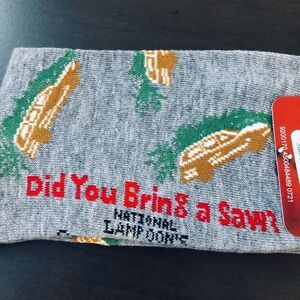 Did You Bring a Saw?
NATIONAL
LAMPOON'S